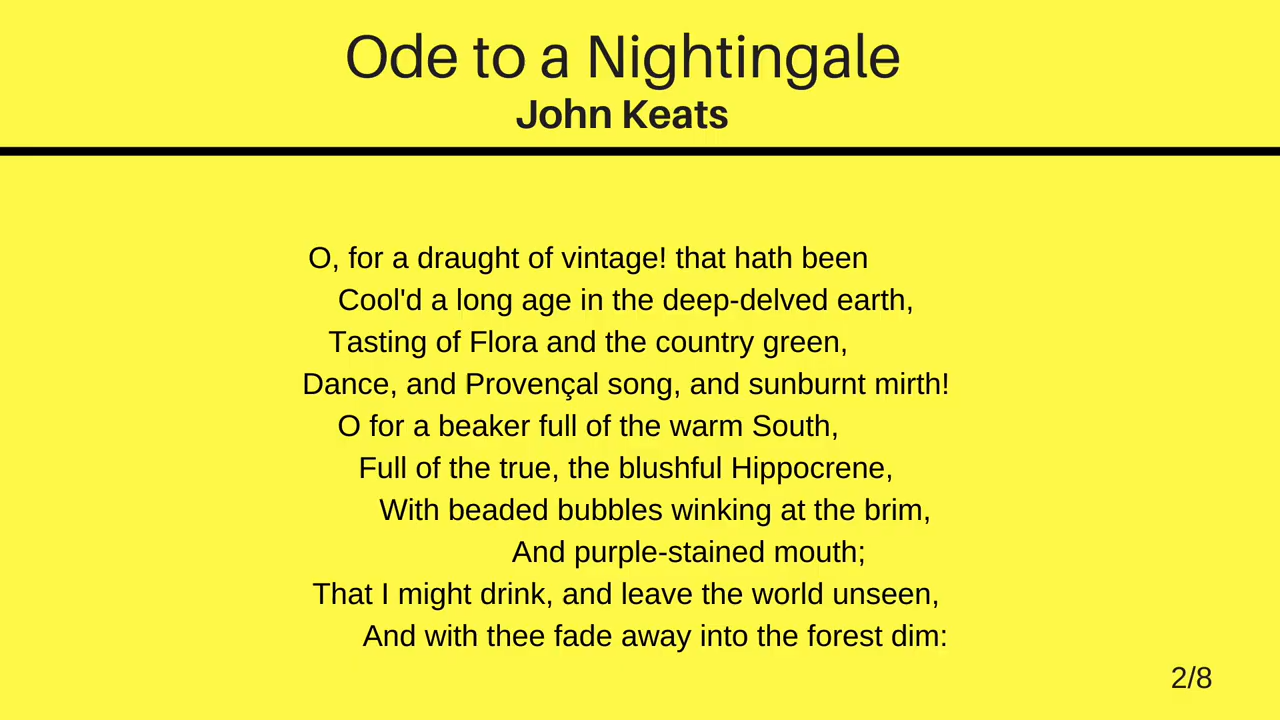 Ode to a Nightingale
John Keats
O, for a draught of vintage! that hath been
Cool'd a long age in the deep-delved earth,
Tasting of Flora and the country green,
Dance, and Provençal song, and sunburnt mirth!
O for a beaker full of the warm South,
Full of the true, the blushful Hippocrene,
With beaded bubbles winking at the brim,
And purple-stained mouth;
That I might drink, and leave the world unseen,
And with thee fade away into the forest dim:
2/8